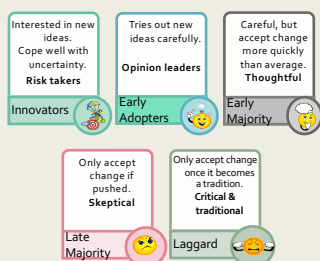 Interested in new
ideas.
Cope well with
uncertainty.
Risk takers
Innovators
Tries out new
ideas carefully.
Opinion leaders
Early
Adopters
Careful, but
accept change
more quickly
than average.
Thoughtful
Early
Majority
Only accept
change if
pushed.
Skeptical
Late
Majority
Only accept change
once it becomes
a tradition.
Critical &
traditional
Laggard